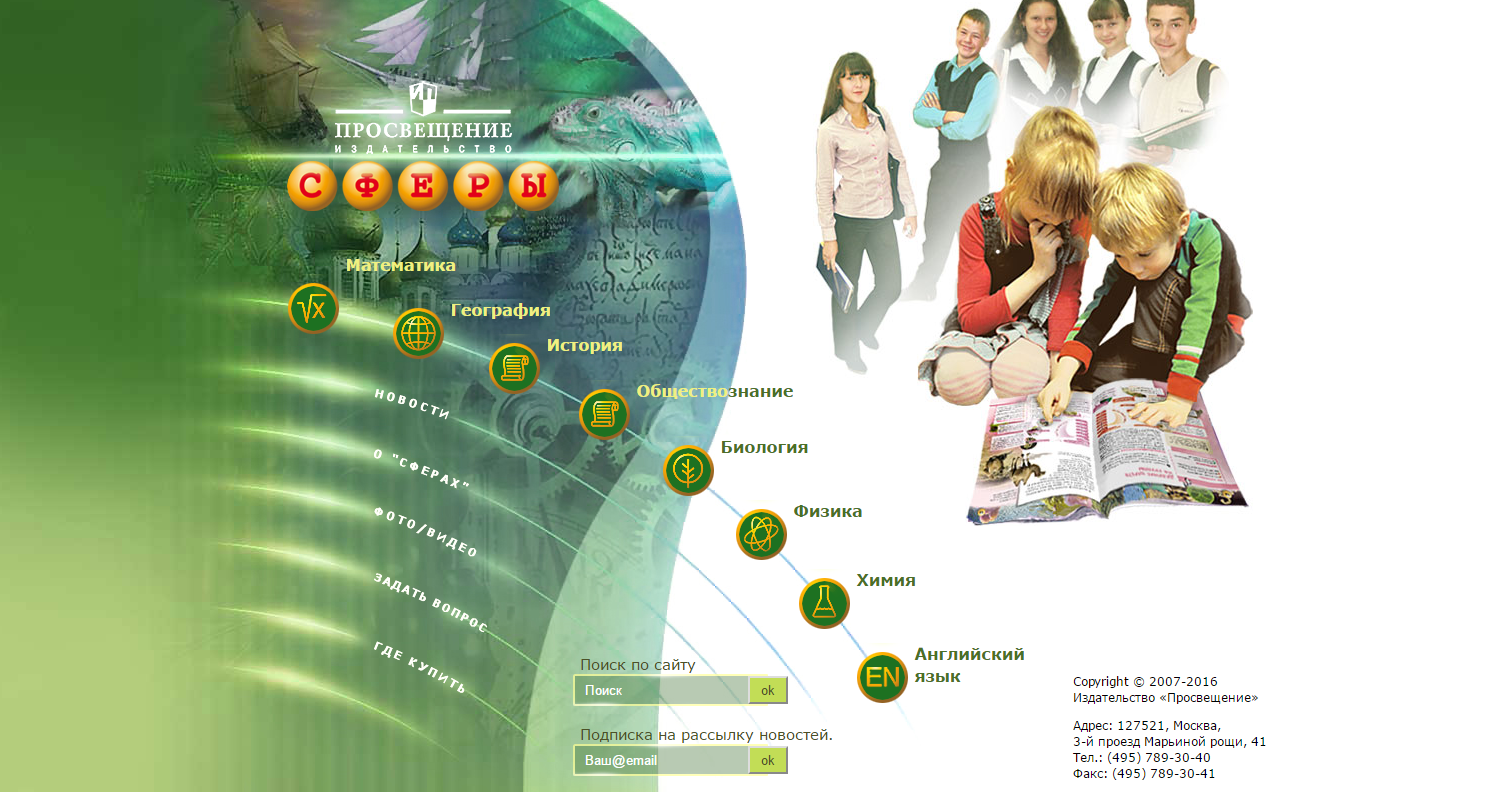 ПРОСВЕЩЕНИЕ
ИЗДАТЕЛЬСТВО
СФЕРЫ
Математика
География
История
Обществознание
Биология
Физика
Химия
Английский
язык
EN
√x
НОВОСТИ
О "СФЕРАХ"
ФОТО/ВИДЕО
ЗАДАТЬ ВОПРОС
ГДЕ КУПИТЬ
Поиск по сайту
Поиск
ok
Подписка на рассылку новостей.
Ваш@email
ok
Copyright © 2007-2016
Издательство «Просвещение»
Адрес: 127521, Москва,
3-й проезд Марьиной рощи, 41
Тел.: (495) 789-30-40
Факс: (495) 789-30-41